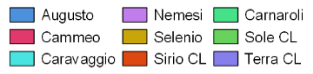 Augusto Nemesi Carnaroli
Cammeo Selenio Sole CL
Caravaggio Sirio CL Terra CL